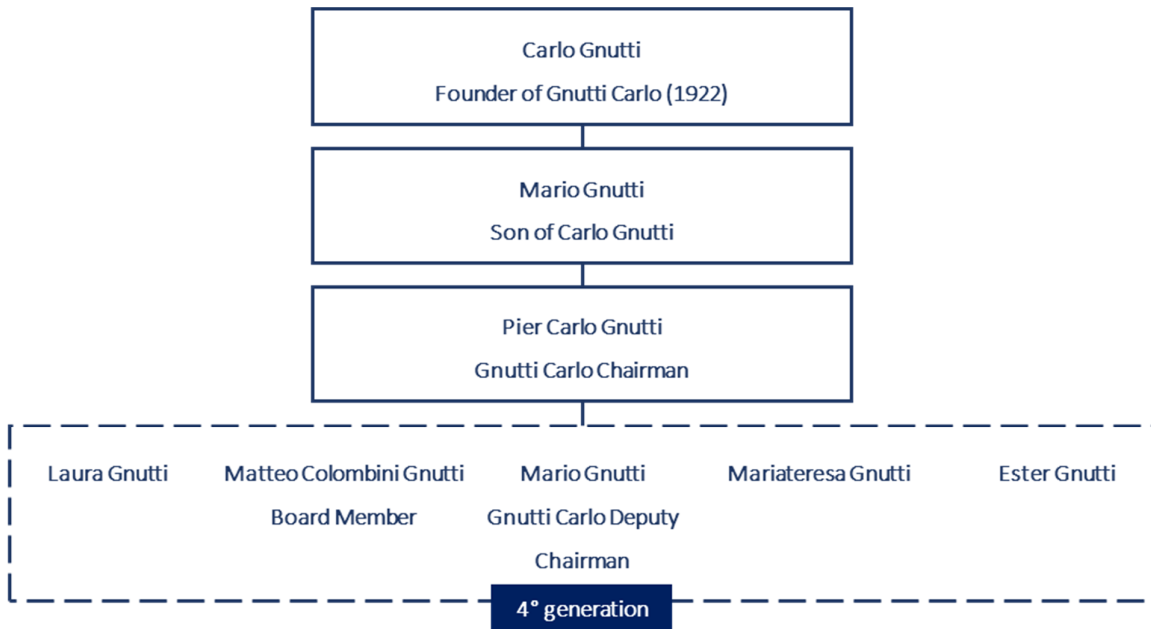 Carlo Gnutti
Founder of Gnutti Carlo (1922)
Mario Gnutti
Son of Carlo Gnutti
Pier Carlo Gnutti
Gnutti Carlo Chairman
Laura Gnutti
Matteo Colombini Gnutti
Board Member
Mario Gnutti
Gnutti Carlo Deputy
Chairman
Mariateresa Gnutti
Ester Gnutti
4° generation